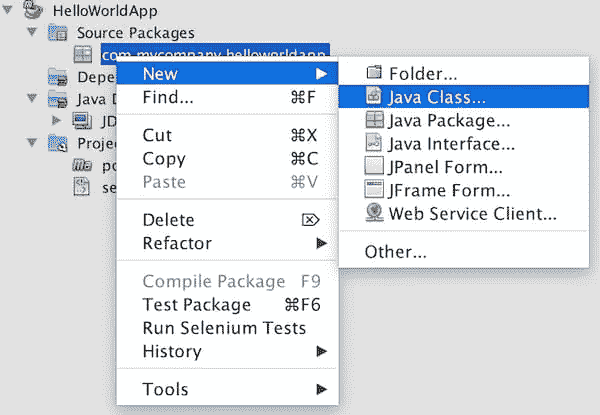 HelloWorldApp
Source Packages
com.mycompany.helloworldapp
New
Folder...
Find... ⌘F
Java Class...
Java Package...
Cut ⌘X
Java Interface...
Copy ⌘C
JPanel Form...
Paste ⌘V
JFrame Form...
Web Service Client...
Delete ⌦
Refactor
Other...
Compile Package F9
Test Package ⌘F6
Run Selenium Tests
History
Tools
Depe
Java D
JD
Projec
po
se